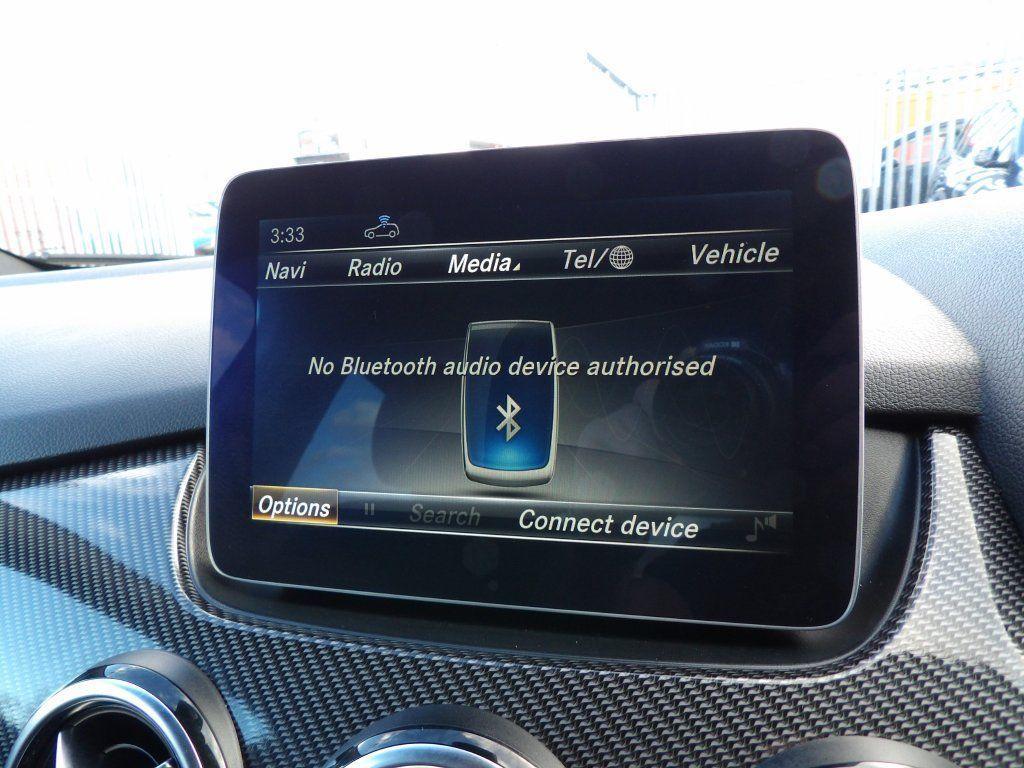 3:33
Navi Radio Media Tel/ Vehicle
No Bluetooth audio device authorised
Options Search Connect device